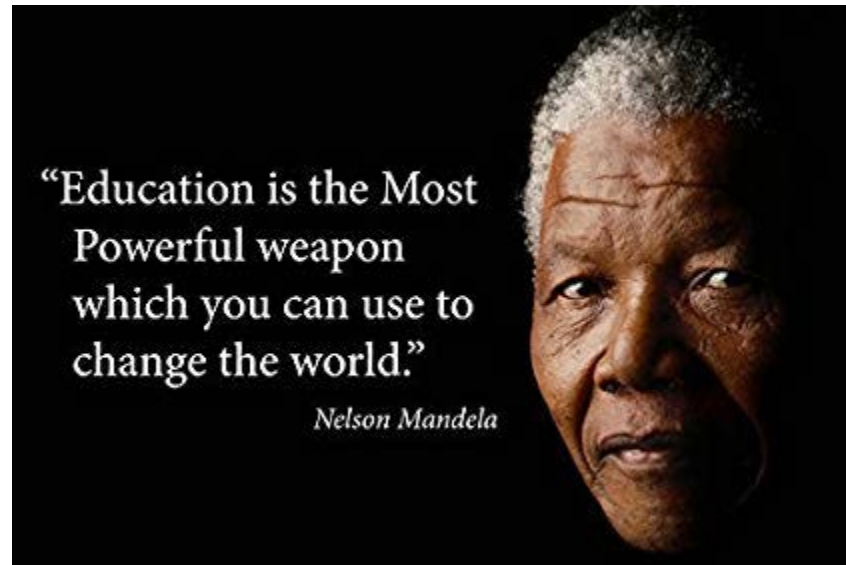 “Education is the Most
Powerful weapon
which you can use to
change the world.”
Nelson Mandela